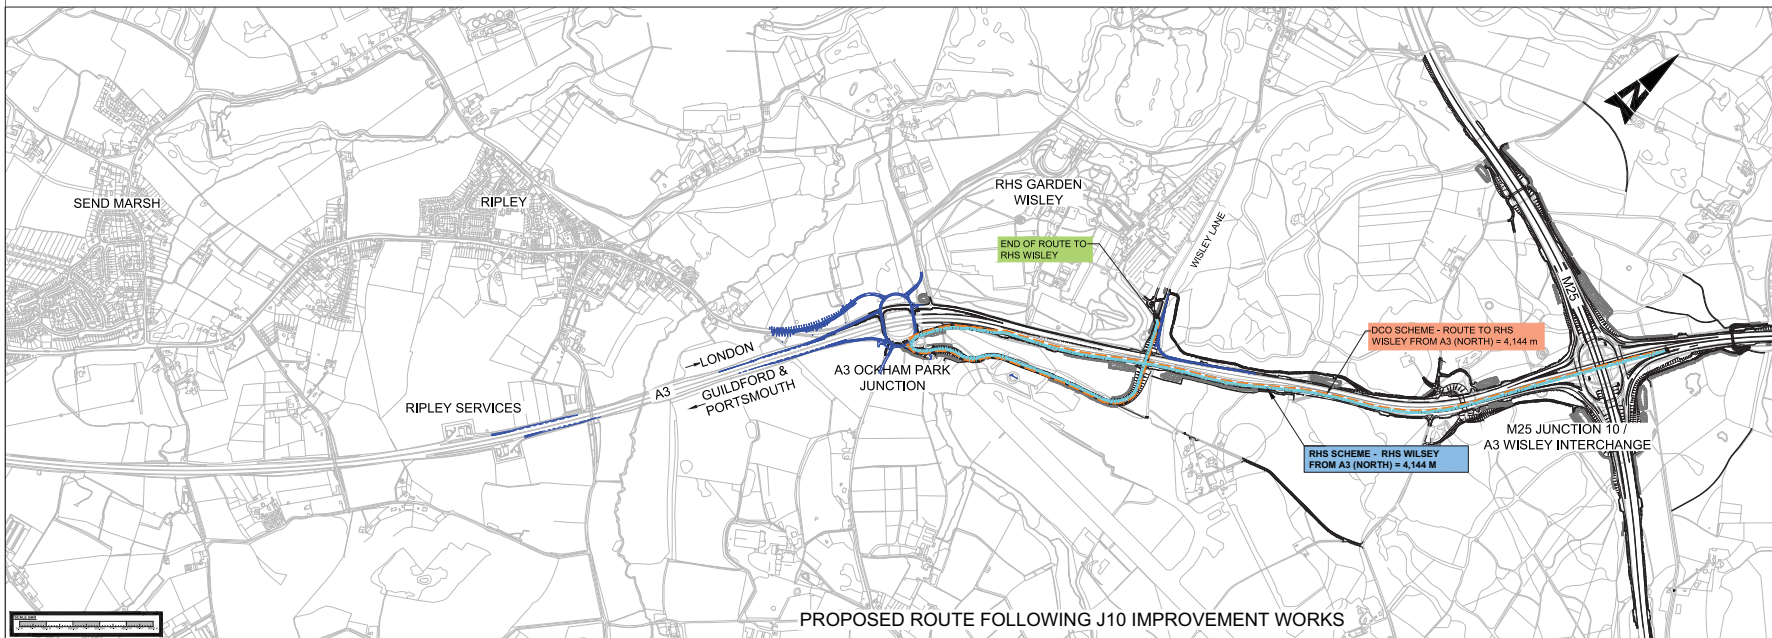 SEND MARSH
RIPLEY
RHS GARDEN
WISLEY
END OF ROUTE TO
RHS WISLEY
WISLEY LANE
M25
DCO SCHEME - ROUTE TO RHS
WISLEY FROM A3 (NORTH) = 4,144 m
LONDON
A3
GUILDFORD &
PORTSMOUTH
A3 OCKHAM PARK
JUNCTION
RIPLEY SERVICES
M25 JUNCTION 10 /
A3 WISLEY INTERCHANGE
RHS SCHEME - RHS WILSEY
FROM A3 (NORTH) = 4,144 M
N
SCALE BAR
PROPOSED ROUTE FOLLOWING J10 IMPROVEMENT WORKS